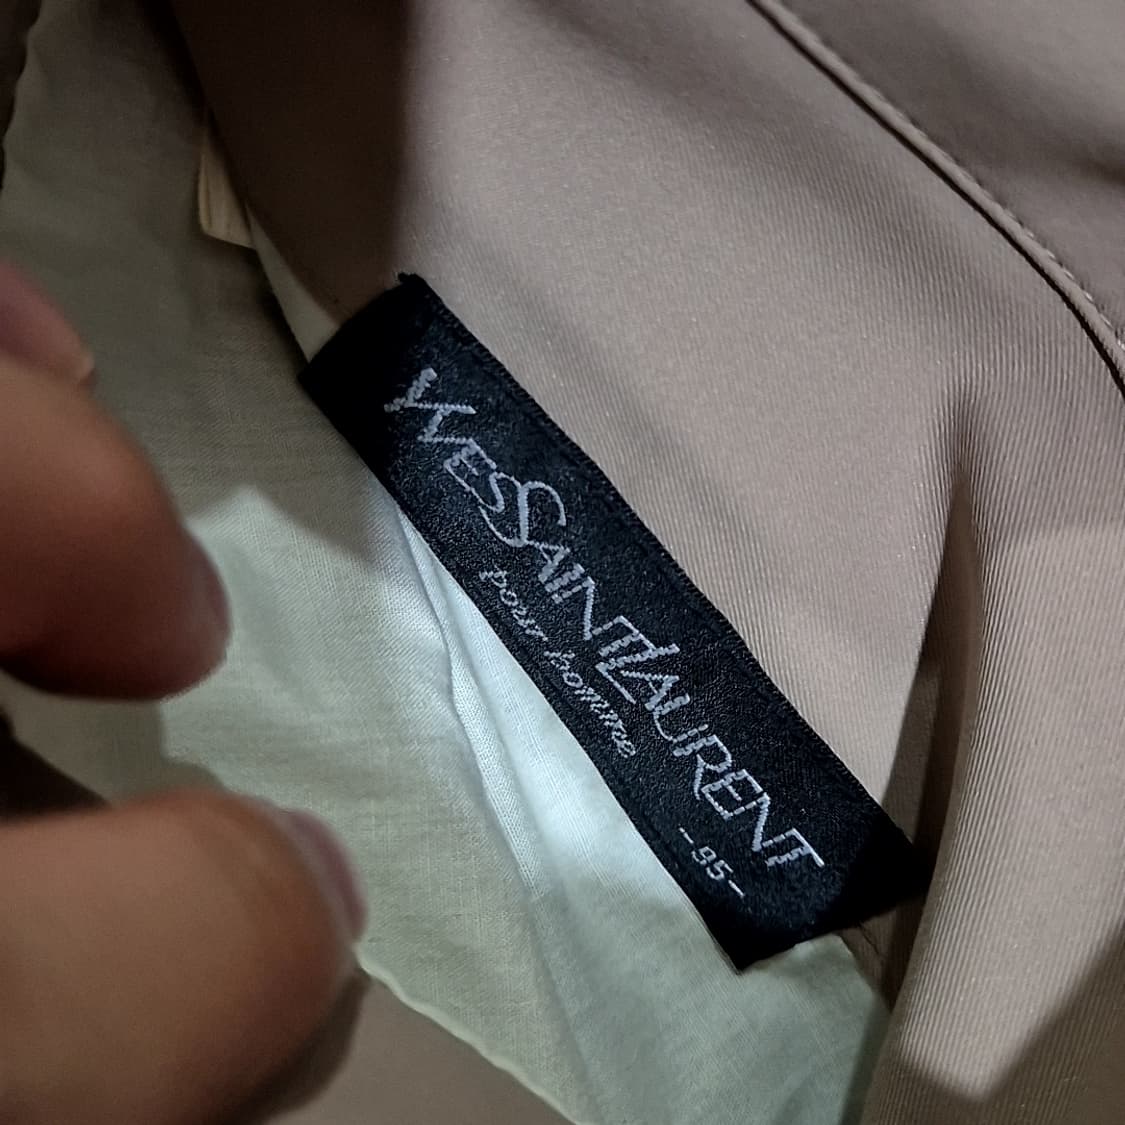 YVESSAINTLAURENT
pour homme
-95-